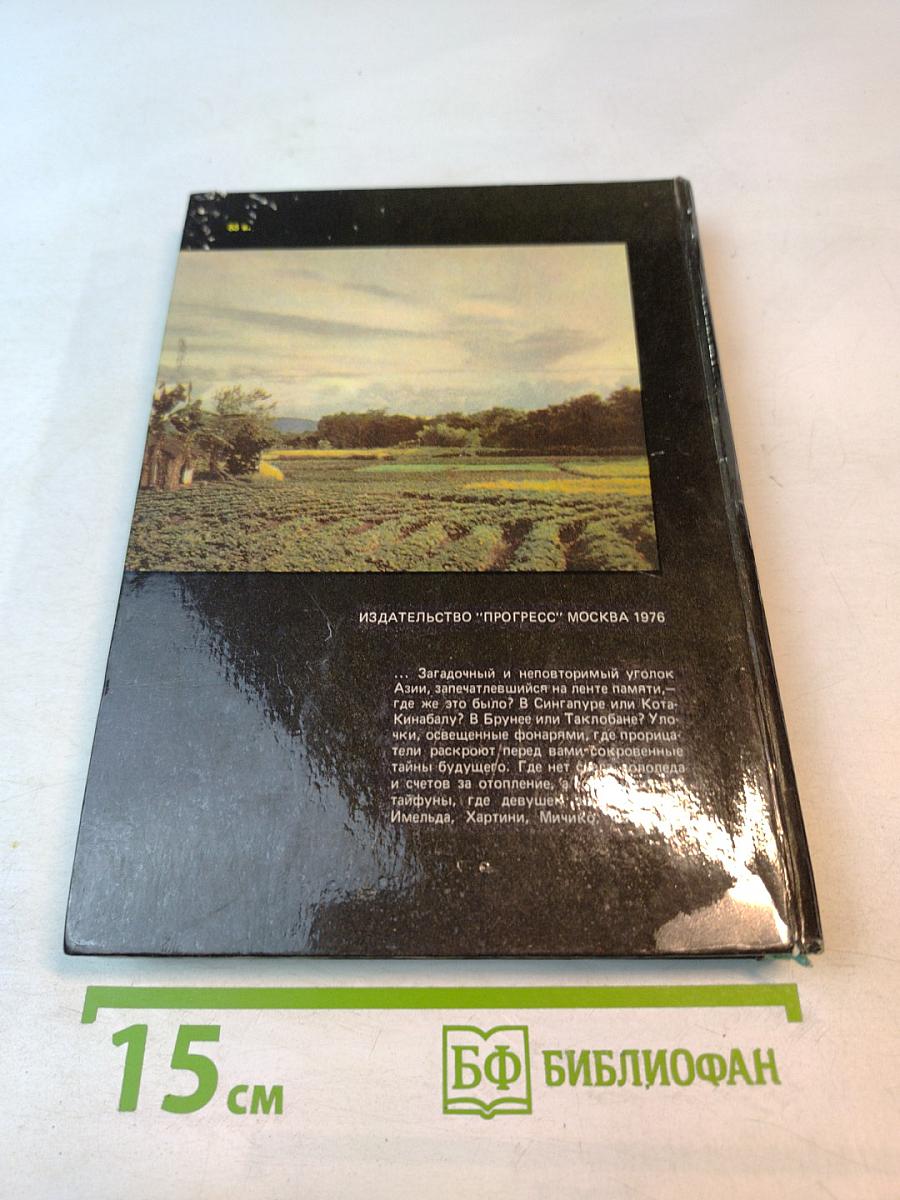 к.
ИЗДАТЕЛЬСТВО "ПРОГРЕСС" МОСКВА 1976
... Загадочный и неповторимый уголок
Азии, запечатлевшийся на ленте памяти,—
где же это было? В Сингапуре или Кота-
Кинабалу? В Брунее или Таклобане? Уло-
чки, освещенные фонарями, где прорица-
тели раскроют перед вами сокровенные
тайны будущего. Где нет
и счетов за отопление, а
тайфуны, где девушек
Имельда, Хартини, Мичико
15 см
БФ БИБЛИОФАН